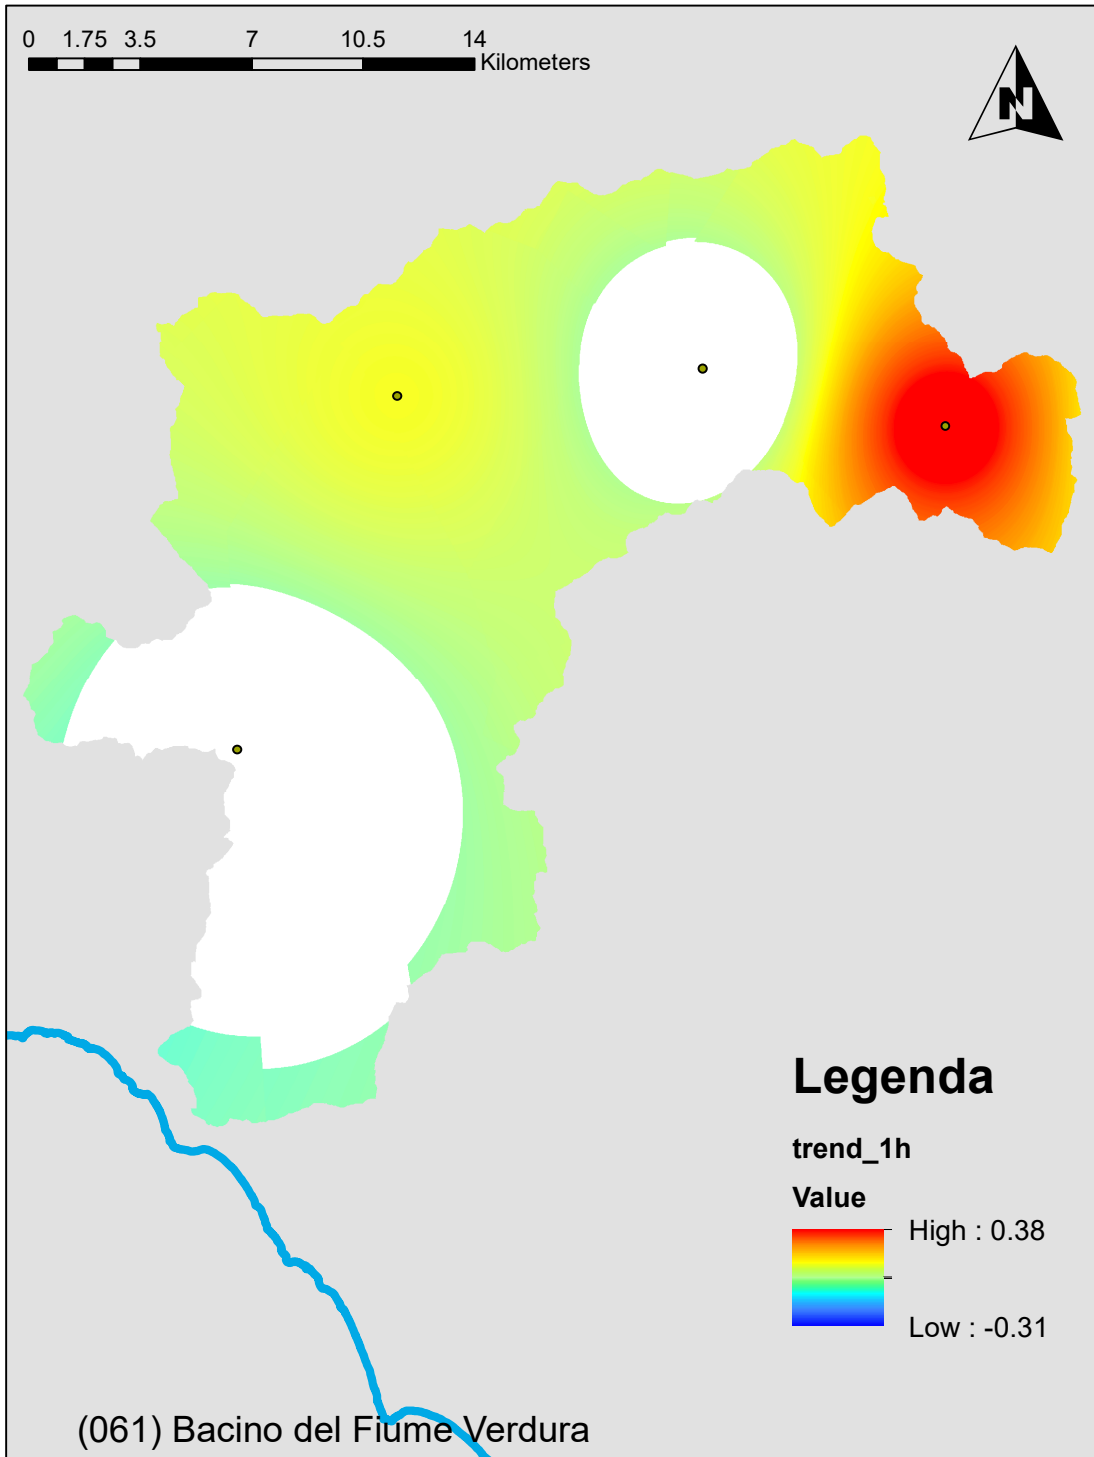 0 1.75 3.5 7 10.5 14
Kilometers
N
Legenda
trend_1h
Value
High : 0.38
Low : -0.31
(061) Bacino del Fiume Verdura